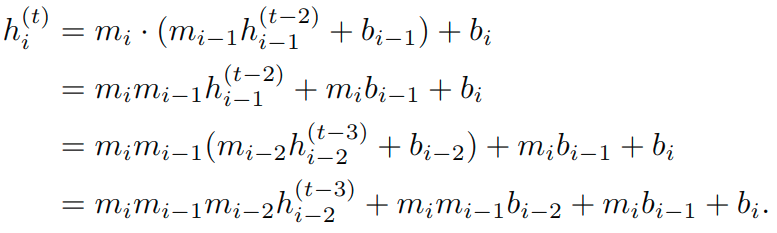 h_i^{(t)} = m_i · (m_{i−1}h_{i−1}^{(t−2)} + b_{i−1}) + b_i
= m_i m_{i−1}h_{i−1}^{(t−2)} + m_i b_{i−1} + b_i
= m_i m_{i−1}(m_{i−2}h_{i−2}^{(t−3)} + b_{i−2}) + m_i b_{i−1} + b_i
= m_i m_{i−1}m_{i−2}h_{i−2}^{(t−3)} + m_i m_{i−1}b_{i−2} + m_i b_{i−1} + b_i.